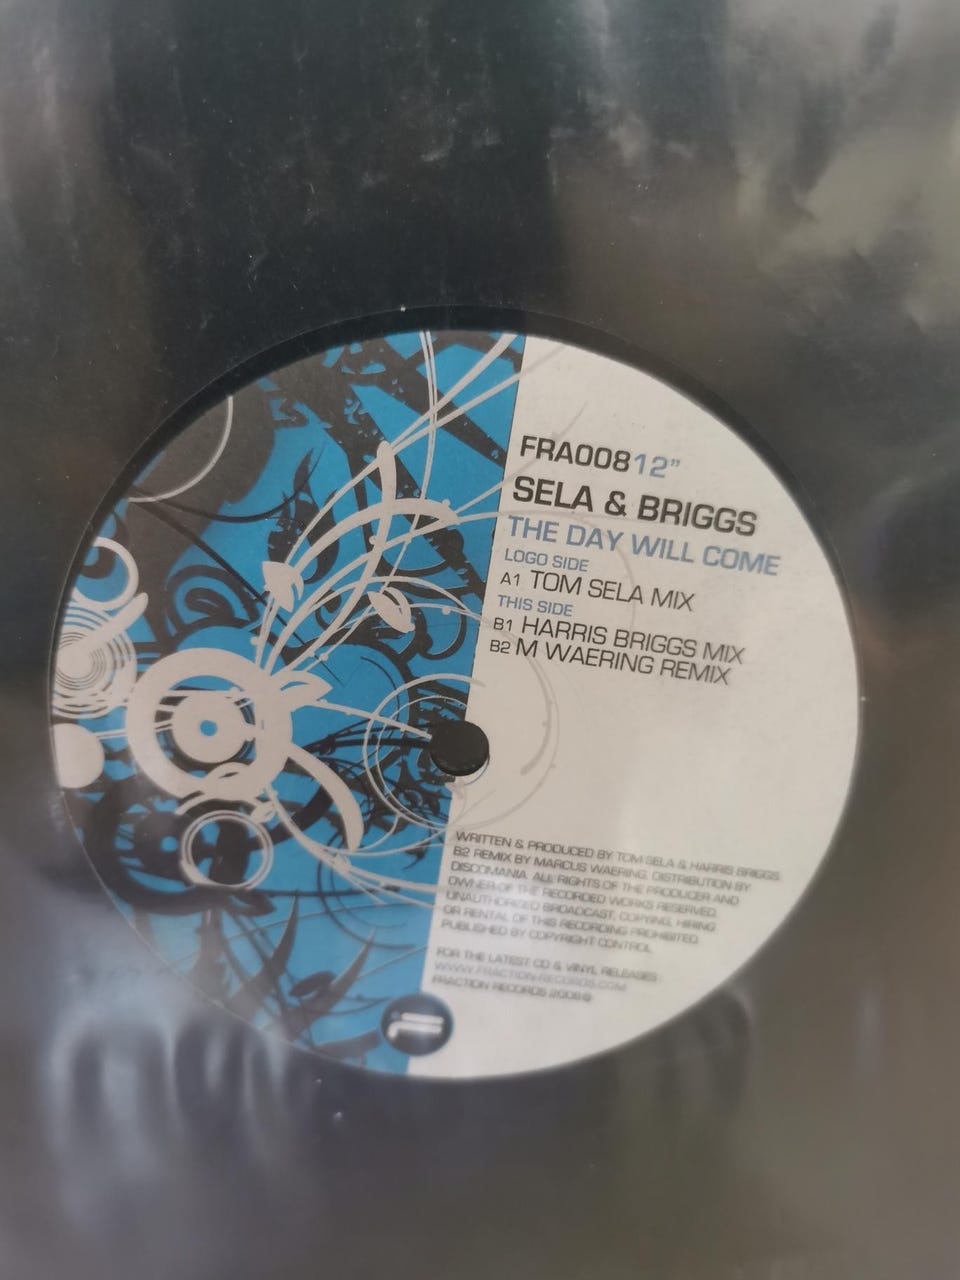 FRA00812"
SELA & BRIGGS
THE DAY WILL COME
LOGO SIDE
A1 TOM SELA MIX
THIS SIDE
B1 HARRIS BRIGGS MIX
B2 M WAERING REMIX
WRITTEN & PRODUCED BY TOM SELA & HARRIS BRIGGS.
B2 REMIX BY MARCUS WAERING. DISTRIBUTION BY
DISCOMANIA. ALL RIGHTS OF THE PRODUCER AND
OWNER OF THE RECORDED WORKS RESERVED.
UNAUTHORISED BROADCAST, COPYING, HIRING
OR RENTAL OF THIS RECORDING PROHIBITED.
PUBLISHED BY COPYRIGHT CONTROL
FOR THE LATEST CD & VINYL RELEASES:
WWW.FRACTION-RECORDS.COM
FRACTION RECORDS 2008©